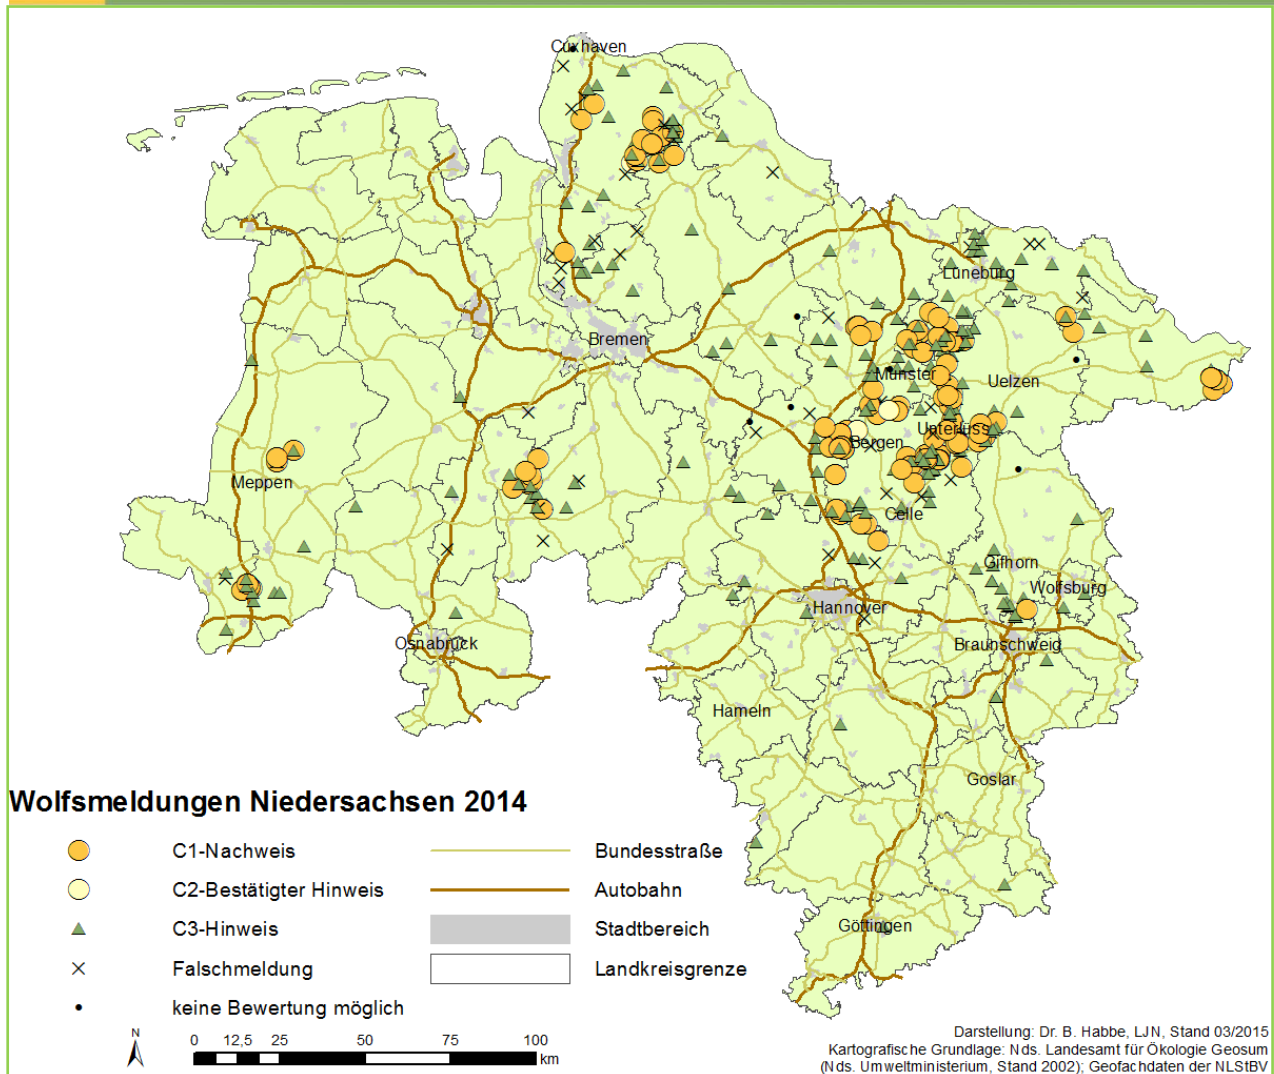 Cuxhaven
Lüneburg
Bremen
Munster
Uelzen
Unterlüss
Bergen
Meppen
Celle
Gifhorn
Wolfsburg
Hannover
Osnabrück
Braunschweig
Hameln
Goslar
Göttingen
Wolfsmeldungen Niedersachsen 2014
C1-Nachweis
C2-Bestätigter Hinweis
C3-Hinweis
Falschmeldung
keine Bewertung möglich
Bundesstraße
Autobahn
Stadtbereich
Landkreisgrenze
N
0 12,5 25 50 75 100
km
Darstellung: Dr. B. Habbe, LJN, Stand 03/2015
Kartografische Grundlage: Nds. Landesamt für Ökologie Geosum
(Nds. Umweltministerium, Stand 2002); Geofachdaten der NLStBV